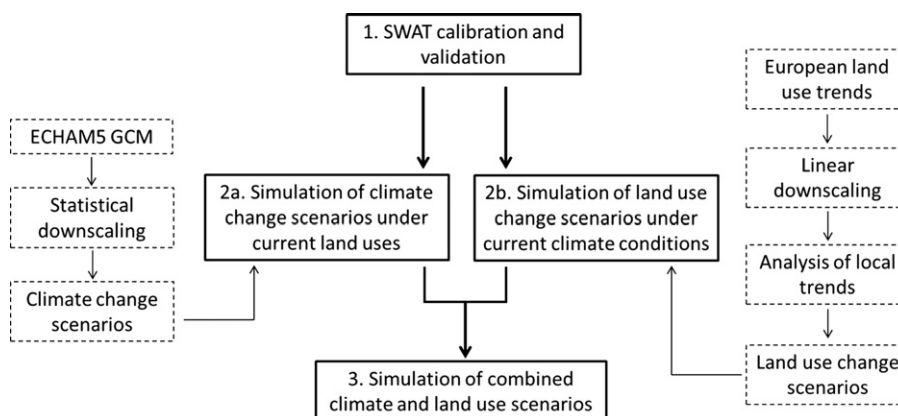 1. SWAT calibration and
validation
European land
use trends
ECHAM5 GCM
Linear
downscaling
Statistical
downscaling
2a. Simulation of climate
change scenarios under
current land uses
2b. Simulation of land use
change scenarios under
current climate conditions
Analysis of local
trends
Climate change
scenarios
Land use change
scenarios
3. Simulation of combined
climate and land use scenarios